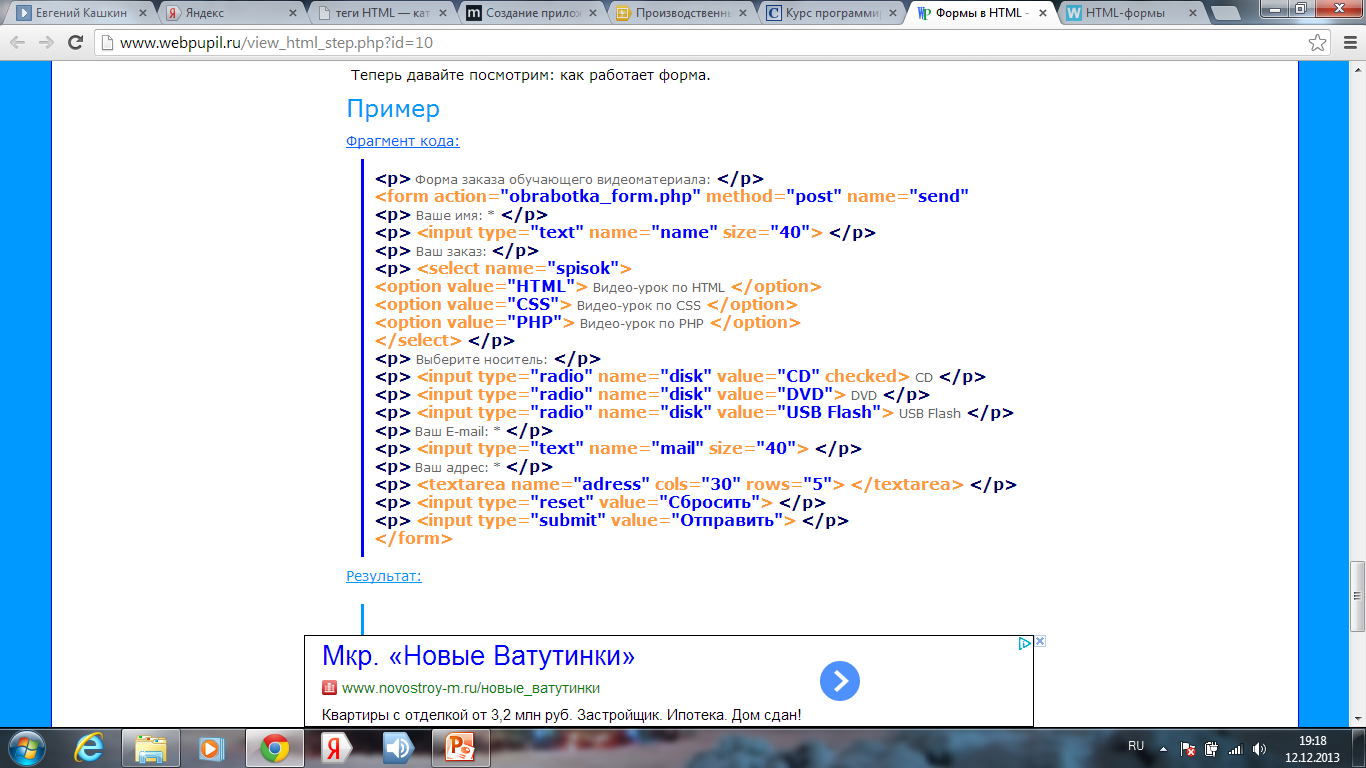 Евгений Кашкин
Яндекс
теги HTML — кат
Создание прилож
Производственн
Курс программир
Формы в HTML -
HTML-формы
www.webpupil.ru/view_html_step.php?id=10
Теперь давайте посмотрим: как работает форма.
Пример
Фрагмент кода:
<p> Форма заказа обучающего видеоматериала: </p>
<form action="obrabotka_form.php" method="post" name="send"
<p> Ваше имя: * </p>
<p> <input type="text" name="name" size="40"> </p>
<p> Ваш заказ: </p>
<p> <select name="spisok">
<option value="HTML"> Видео-урок по HTML </option>
<option value="CSS"> Видео-урок по CSS </option>
<option value="PHP"> Видео-урок по PHP </option>
</select> </p>
<p> Выберите носитель: </p>
<p> <input type="radio" name="disk" value="CD" checked> CD </p>
<p> <input type="radio" name="disk" value="DVD"> DVD </p>
<p> <input type="radio" name="disk" value="USB Flash"> USB Flash </p>
<p> Ваш E-mail: * </p>
<p> <input type="text" name="mail" size="40"> </p>
<p> Ваш адрес: * </p>
<p> <textarea name="adress" cols="30" rows="5"> </textarea> </p>
<p> <input type="reset" value="Сбросить"> </p>
<p> <input type="submit" value="Отправить"> </p>
</form>
Результат:
Мкр. «Новые Ватутинки»
www.novostroy-m.ru/новые_ватутинки
Квартиры с отделкой от 3,2 млн руб. Застройщик. Ипотека. Дом сдан!
RU
19:18
12.12.2013